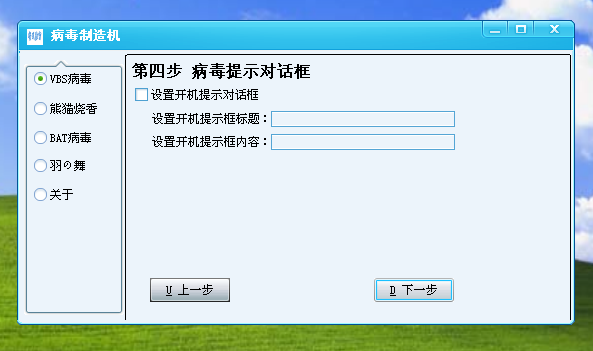 病毒制造机
VBS病毒
熊猫烧香
BAT病毒
羽の舞
关于
第四步 病毒提示对话框
设置开机提示对话框
设置开机提示框标题：
设置开机提示框内容：
U 上一步
D 下一步